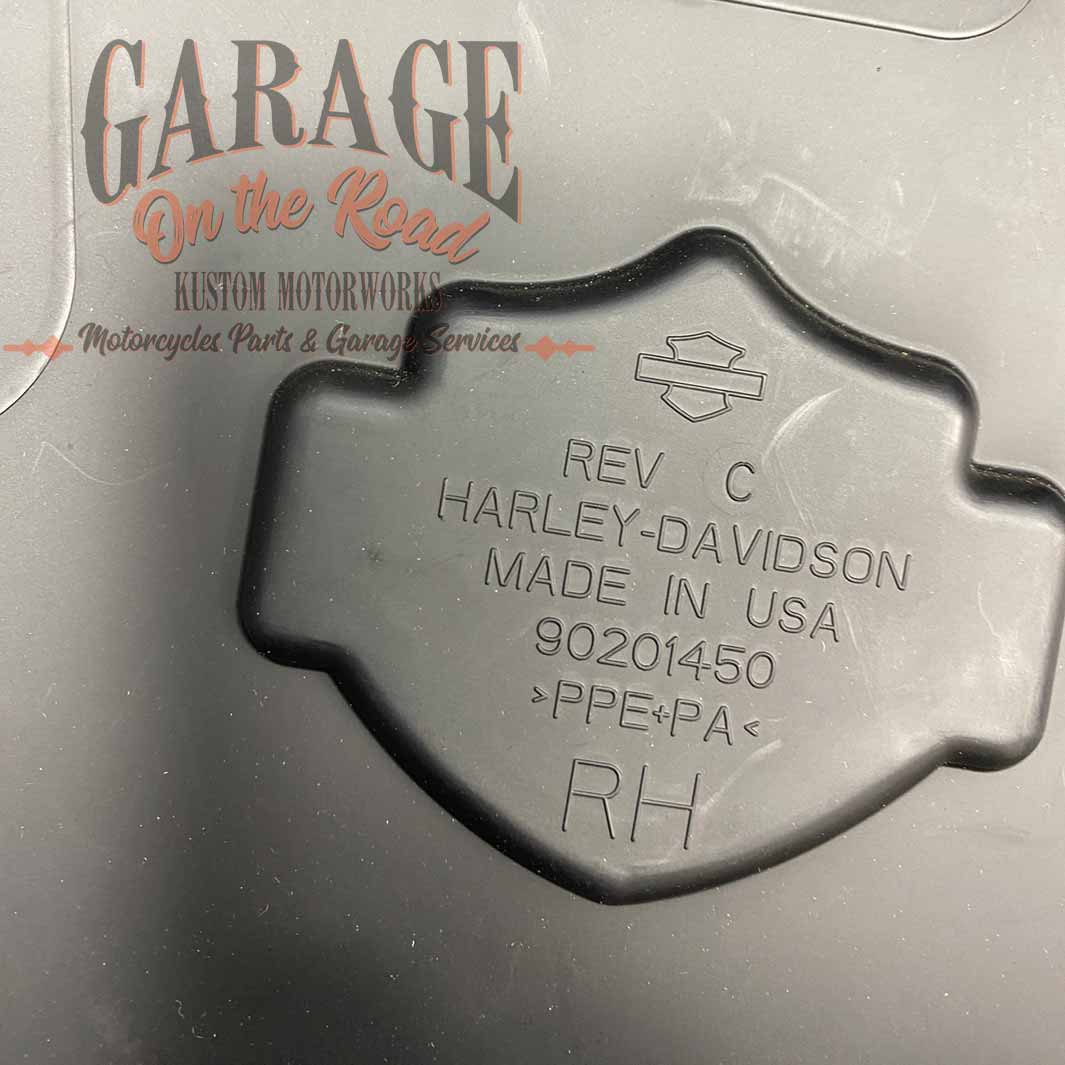 GARAGE
On the Road
KUSTOM MOTORWORKS
Motorcycles Parts & Garage Services
REV C
HARLEY-DAVIDSON
MADE IN USA
90201450
>PPE+PA<
RH